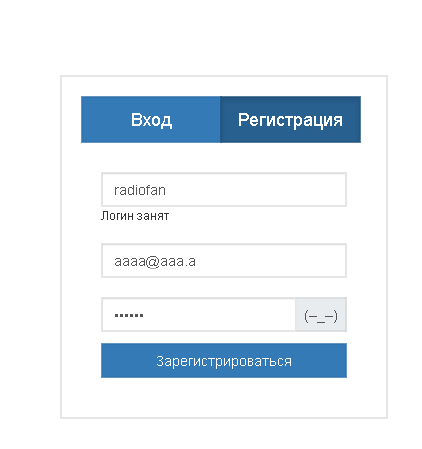 Вход Регистрация
radiofan
Логин занят
aaaa@aaa.a
•••••• (–_–)
Зарегистрироваться